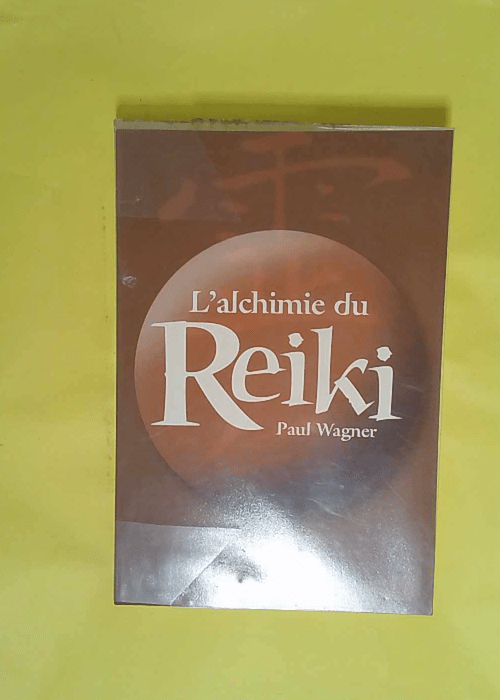 L'alchimie du
Reiki
Paul Wagner